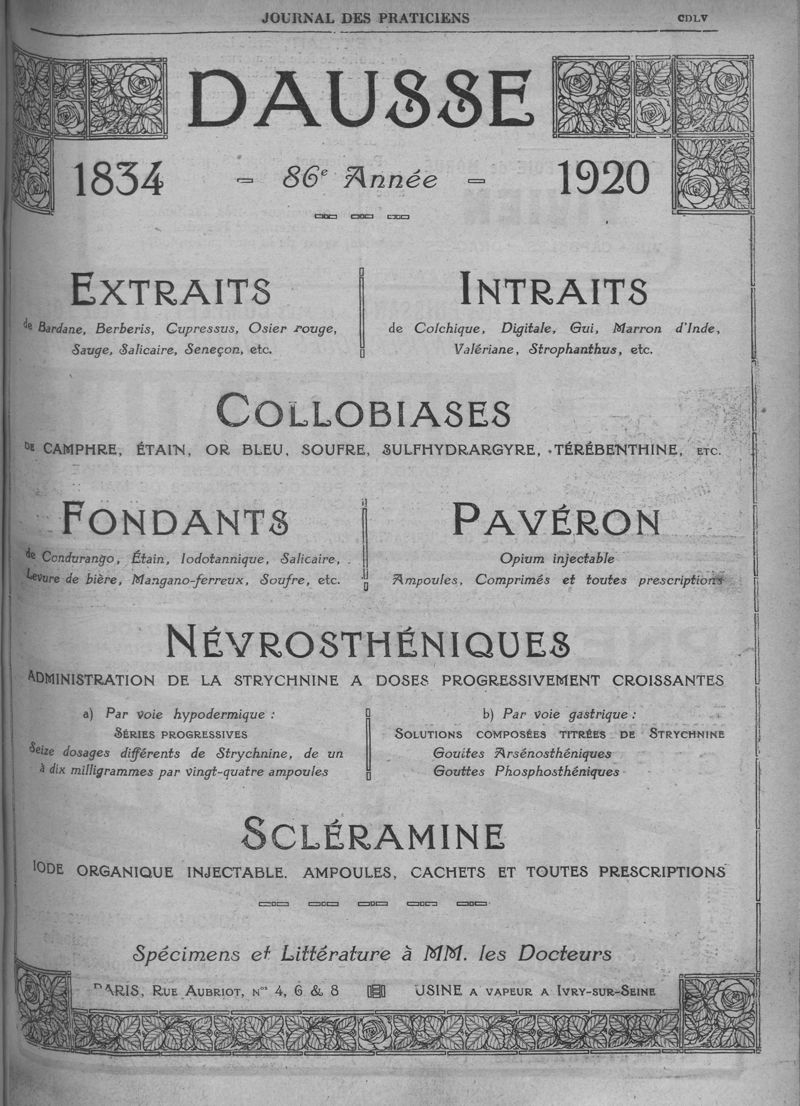 JOURNAL DES PRATICIENS CDLV
DAUSSE
1834 - 86e Année - 1920
EXTRAITS
de Bardane, Berberis, Cupressus, Osier rouge,
Sauge, Salicaire, Seneçon, etc.
INTRAITS
de Colchique, Digitale, Gui, Marron d'Inde,
Valériane, Strophanthus, etc.
COLLOBIASES
DE CAMPHRE, ÉTAIN, OR BLEU, SOUFRE, SULFHYDRARGYRE, TÉRÉBENTHINE, ETC.
FONDANTS
de Condurango, Étain, Iodotannique, Salicaire,
Levure de bière, Mangano-ferreux, Soufre, etc.
PAVÉRON
Opium injectable
Ampoules, Comprimés et toutes prescriptions
NÉVROSTHÉNIQUES
ADMINISTRATION DE LA STRYCHNINE A DOSES PROGRESSIVEMENT CROISSANTES
a) Par voie hypodermique :
SÉRIES PROGRESSIVES
Seize dosages différents de Strychnine, de un
à dix milligrammes par vingt-quatre ampoules
b) Par voie gastrique :
SOLUTIONS COMPOSÉES TITRÉES DE STRYCHNINE
Gouttes Arsénosthéniques
Gouttes Phosphosthéniques
SCLÉRAMINE
IODE ORGANIQUE INJECTABLE. AMPOULES, CACHETS ET TOUTES PRESCRIPTIONS
Spécimens et Littérature à MM. les Docteurs
PARIS, RUE AUBRIOT, Nos 4, 6 & 8 USINE A VAPEUR A IVRY-SUR-SEINE